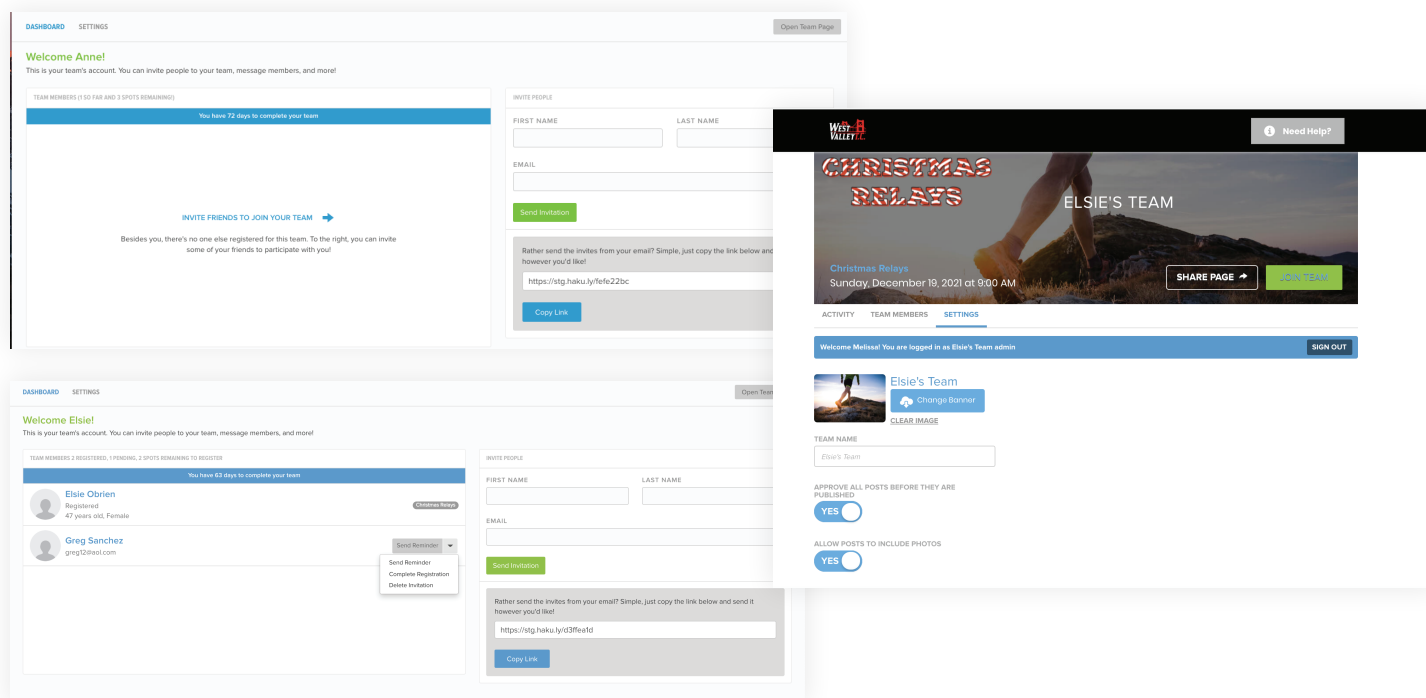 DASHBOARD SETTINGS Open Team Page
Welcome Anne!
This is your team's account. You can invite people to your team, message members, and more!
TEAM MEMBERS (1 SO FAR AND 3 SPOTS REMAINING!)
You have 72 days to complete your team
INVITE FRIENDS TO JOIN YOUR TEAM
Besides you, there's no one else registered for this team. To the right, you can invite
some of your friends to participate with you!
INVITE PEOPLE
FIRST NAME LAST NAME
EMAIL
Send Invitation
Rather send the invites from your email? Simple, just copy the link below and
however you'd like!
https://stg.haku.ly/fefe22bc
Copy Link
DASHBOARD SETTINGS Open Team
Welcome Elsie!
This is your team's account. You can invite people to your team, message members, and more!
TEAM MEMBERS 2 REGISTERED, 1 PENDING, 2 SPOTS REMAINING TO REGISTER
You have 63 days to complete your team
Elsie Obrien
Registered
47 years old, Female
Christmas Relays
Greg Sanchez
greg12@aol.com
Send Reminder
Send Reminder
Complete Registration
Delete Invitation
INVITE PEOPLE
FIRST NAME LAST NAME
EMAIL
Send Invitation
Rather send the invites from your email? Simple, just copy the link below and send it
however you'd like!
https://stg.haku.ly/d3ffea1d
Copy Link
WEST
VALLEY T.C.
Need Help?
CHRISTMAS
RELAYS
ELSIE'S TEAM
Christmas Relays
Sunday, December 19, 2021 at 9:00 AM
SHARE PAGE JOIN TEAM
ACTIVITY TEAM MEMBERS SETTINGS
Welcome Melissa! You are logged in as Elsie's Team admin SIGN OUT
Elsie's Team
Change Banner
CLEAR IMAGE
TEAM NAME
Elsie's Team
APPROVE ALL POSTS BEFORE THEY ARE
PUBLISHED
YES
ALLOW POSTS TO INCLUDE PHOTOS
YES